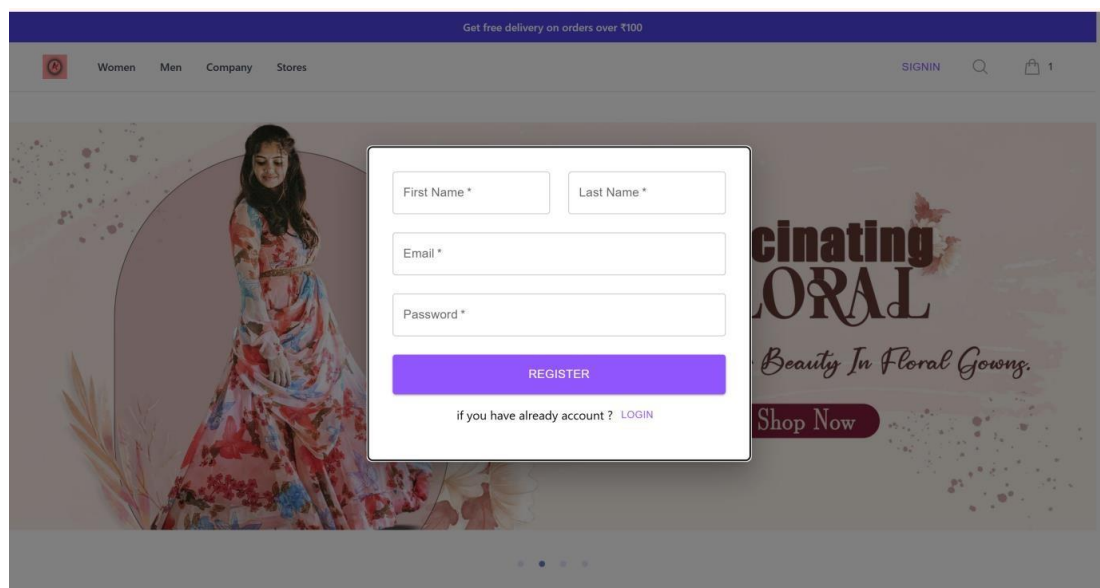 Get free delivery on orders over ₹100
Women Men Company Stores SIGNIN 1
First Name * Last Name *
Email *
Password *
REGISTER
if you have already account ? LOGIN
cinating
ORAL
Beauty In Floral Gowns.
Shop Now